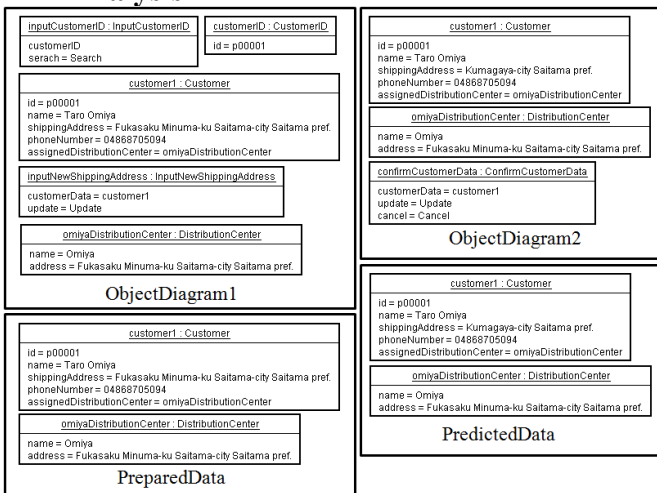 inputCustomerID : InputCustomerID
customerID
serach = Search
customerID : CustomerID
id = p00001
customer1 : Customer
id = p00001
name = Taro Omiya
shippingAddress = Fukasaku Minuma-ku Saitama-city Saitama pref.
phoneNumber = 04868705094
assignedDistributionCenter = omiyaDistributionCenter
inputNewShippingAddress : InputNewShippingAddress
customerData = customer1
update = Update
omiyaDistributionCenter : DistributionCenter
name = Omiya
address = Fukasaku Minuma-ku Saitama-city Saitama pref.
ObjectDiagram1
customer1 : Customer
id = p00001
name = Taro Omiya
shippingAddress = Fukasaku Minuma-ku Saitama-city Saitama pref.
phoneNumber = 04868705094
assignedDistributionCenter = omiyaDistributionCenter
omiyaDistributionCenter : DistributionCenter
name = Omiya
address = Fukasaku Minuma-ku Saitama-city Saitama pref.
PreparedData
customer1 : Customer
id = p00001
name = Taro Omiya
shippingAddress = Kumagaya-city Saitama pref.
phoneNumber = 04868705094
assignedDistributionCenter = omiyaDistributionCenter
omiyaDistributionCenter : DistributionCenter
name = Omiya
address = Fukasaku Minuma-ku Saitama-city Saitama pref.
confirmCustomerData : ConfirmCustomerData
customerData = customer1
update = Update
cancel = Cancel
ObjectDiagram2
customer1 : Customer
id = p00001
name = Taro Omiya
shippingAddress = Kumagaya-city Saitama pref.
phoneNumber = 04868705094
assignedDistributionCenter = omiyaDistributionCenter
omiyaDistributionCenter : DistributionCenter
name = Omiya
address = Fukasaku Minuma-ku Saitama-city Saitama pref.
PredictedData